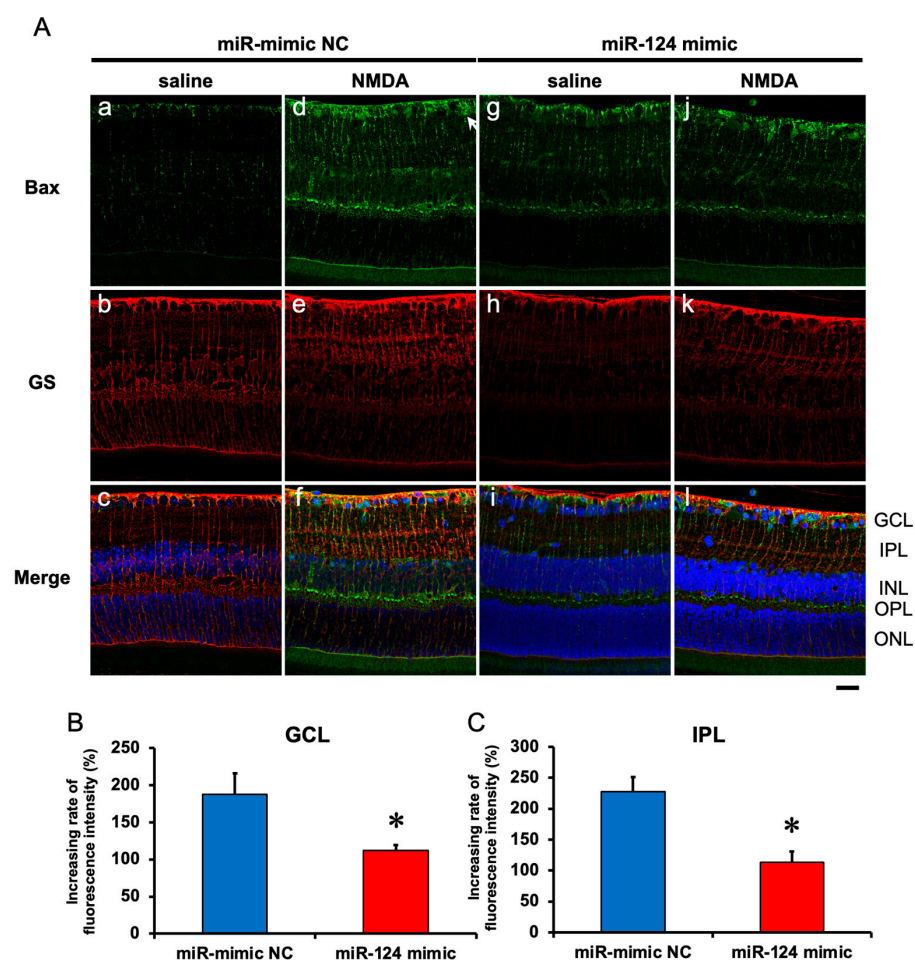 A
miR-mimic NC miR-124 mimic
saline NMDA saline NMDA
a d g j
Bax
b e h k
GS
c f i l
Merge
GCL
IPL
INL
OPL
ONL
B GCL
Increasing rate of
fluorescence intensity (%)
250
200
150
100
50
0
*
miR-mimic NC miR-124 mimic
C IPL
Increasing rate of
fluorescence intensity (%)
300
250
200
150
100
50
0
*
miR-mimic NC miR-124 mimic